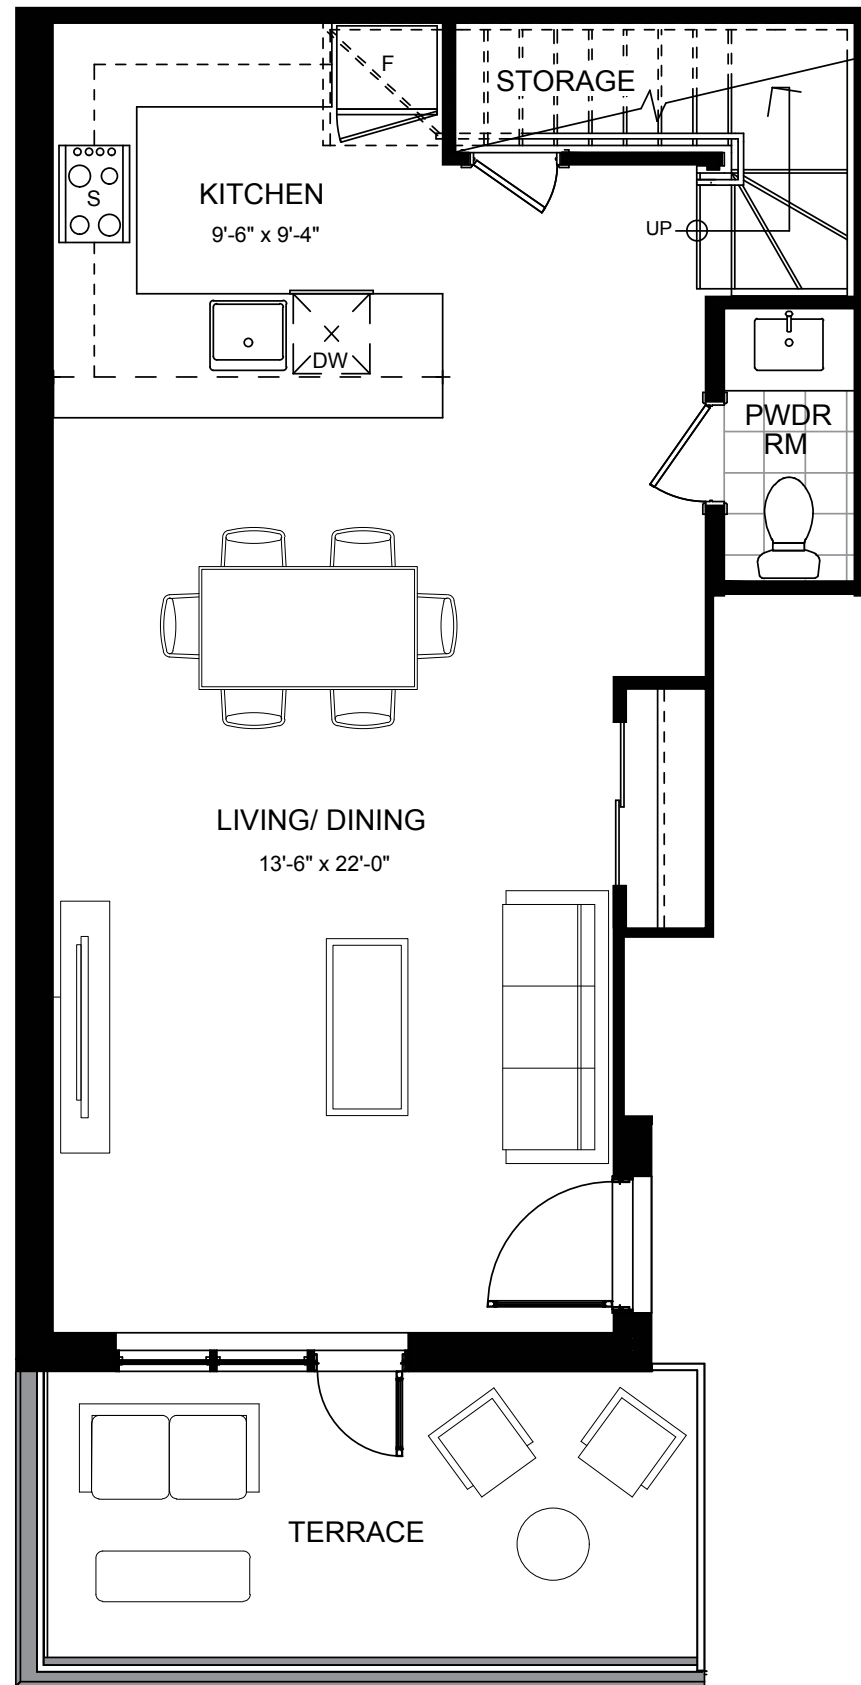 F
STORAGE
S
KITCHEN
9'-6" x 9'-4"
UP
DW
PWDR
RM
LIVING/ DINING
13'-6" x 22'-0"
TERRACE